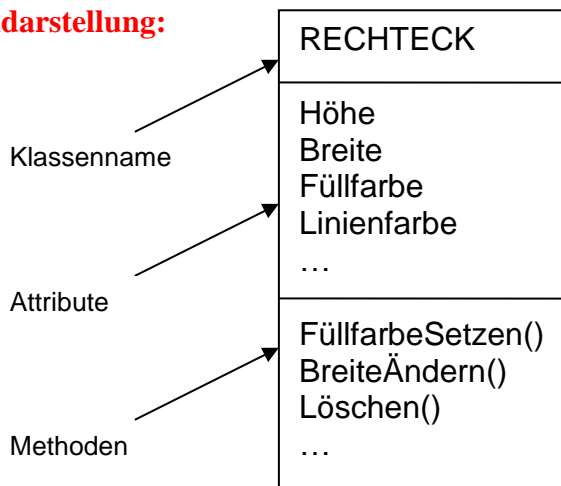 darstellung:
RECHTECK
Klassenname
Höhe
Breite
Füllfarbe
Linienfarbe
…
Attribute
FüllfarbeSetzen()
BreiteÄndern()
Löschen()
…
Methoden